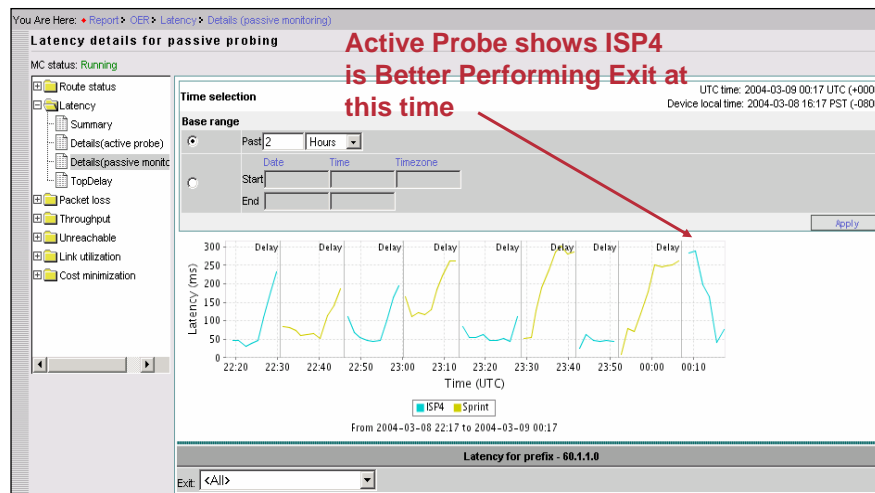 You Are Here: • Report > OER > Latency > Details (passive monitoring)
Latency details for passive probing
Active Probe shows ISP4
is Better Performing Exit at
this time
MC status: Running
Route status
Latency
Summary
Details(active probe)
Details(passive monitc
TopDelay
Packet loss
Throughput
Unreachable
Link utilization
Cost minimization
Time selection
UTC time: 2004-03-09 00:17 UTC (+000
Device local time: 2004-03-08 16:17 PST (-080
Base range
Past 2 Hours
Date Time Timezone
Start
End
Apply
Delay Delay Delay Delay Delay Delay Delay Delay
Latency (ms)
300
250
200
150
100
50
0
22:20 22:30 22:40 22:50 23:00 23:10 23:20 23:30 23:40 23:50 00:00 00:10
Time (UTC)
ISP4 Sprint
From 2004-03-08 22:17 to 2004-03-09 00:17
Latency for prefix - 60.1.1.0
Exit: <All>